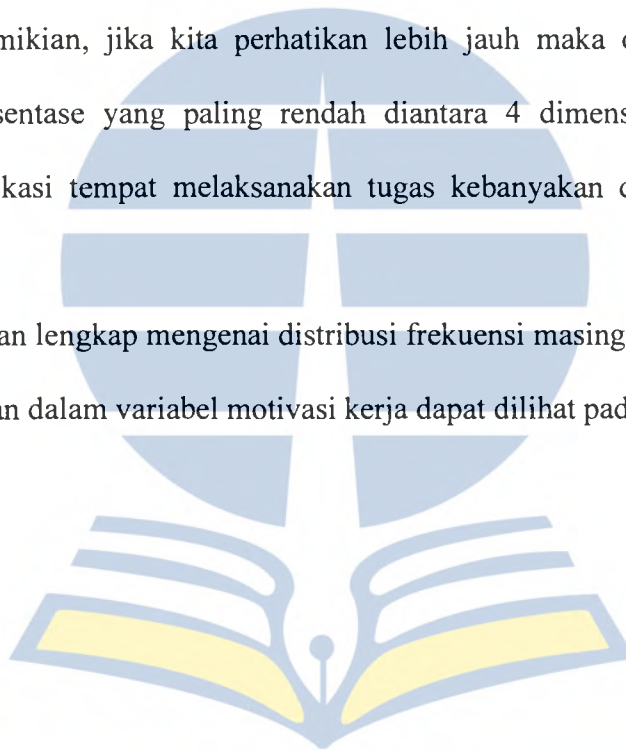 mikian, jika kita perhatikan lebih jauh maka
sentase yang paling rendah diantara 4 dimens
kasi tempat melaksanakan tugas kebanyakan
an lengkap mengenai distribusi frekuensi masing
an dalam variabel motivasi kerja dapat dilihat pad